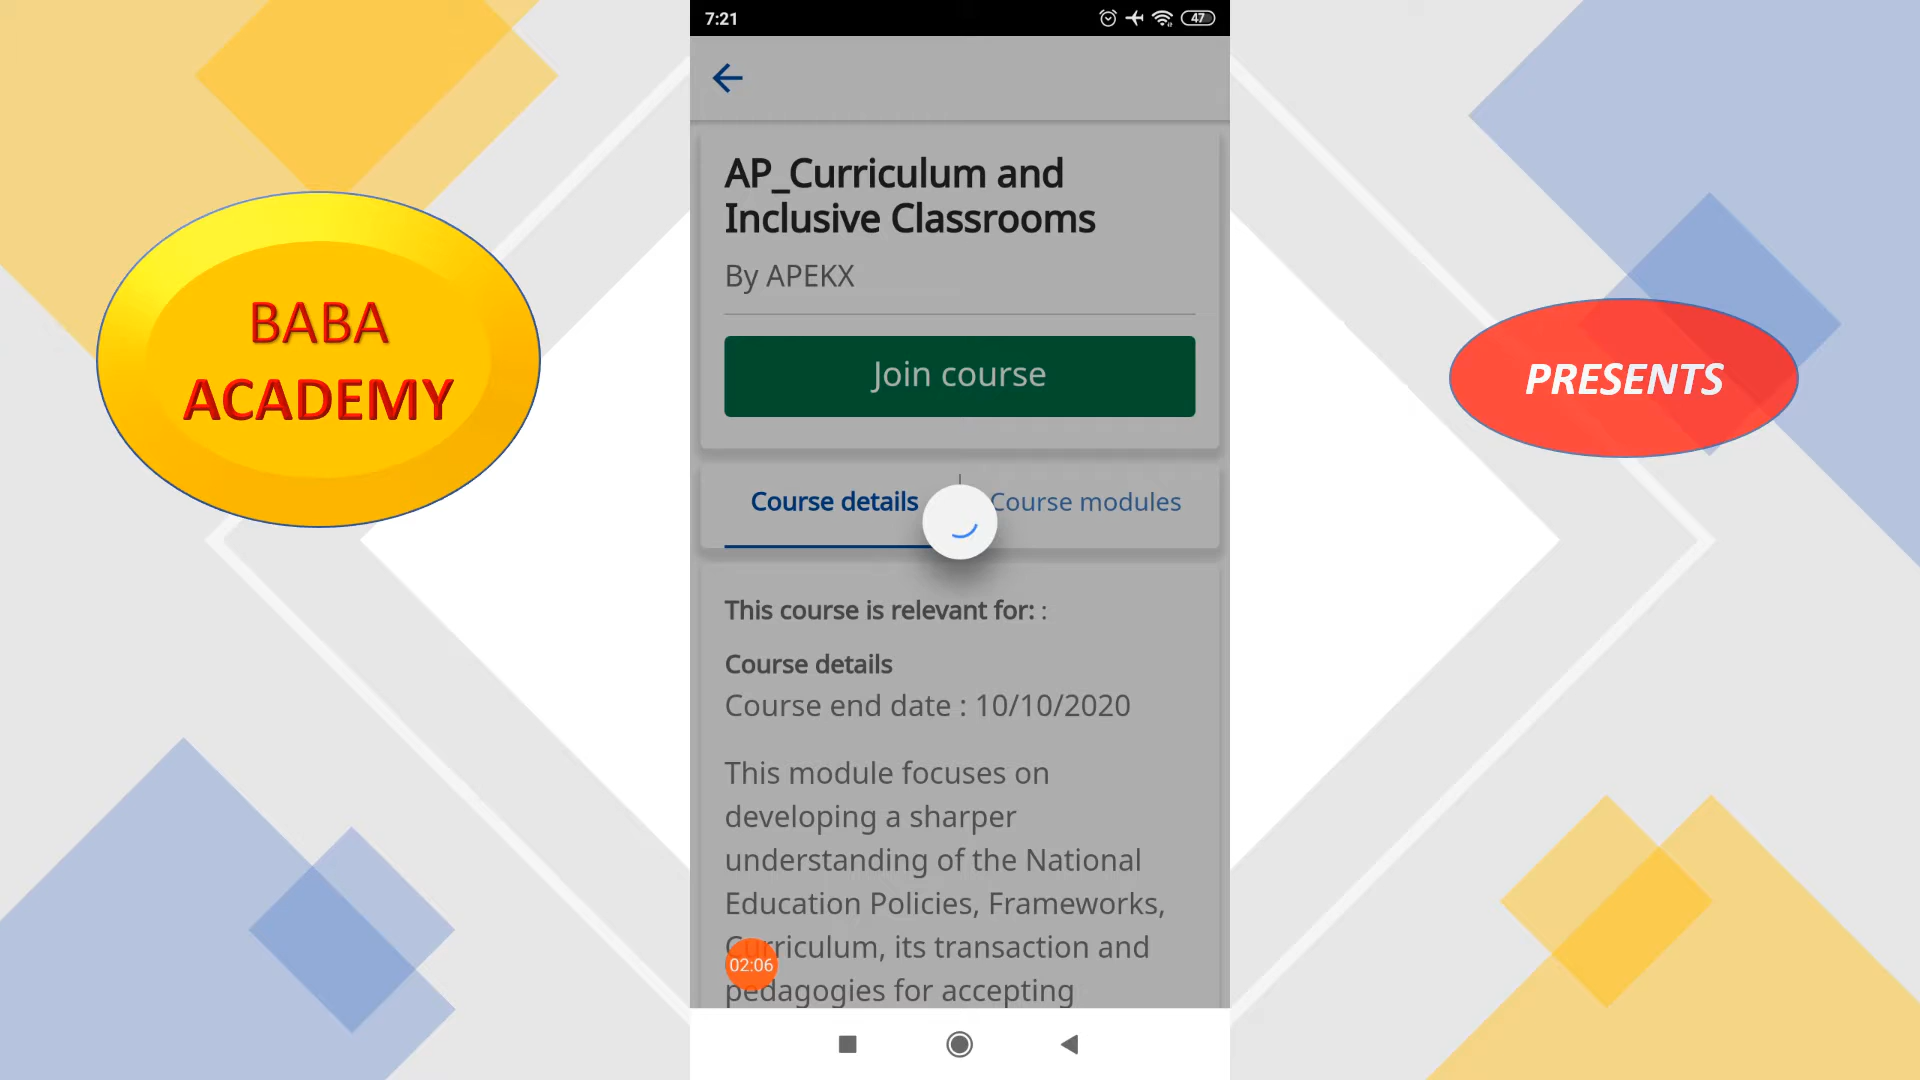 BABA
ACADEMY
PRESENTS
7:21
47
AP_Curriculum and
Inclusive Classrooms
By APEKX
Join course
Course details
Course modules
This course is relevant for: :
Course details
Course end date : 10/10/2020
This module focuses on
developing a sharper
understanding of the National
Education Policies, Frameworks,
Curriculum, its transaction and
02:06
pedagogies for accepting